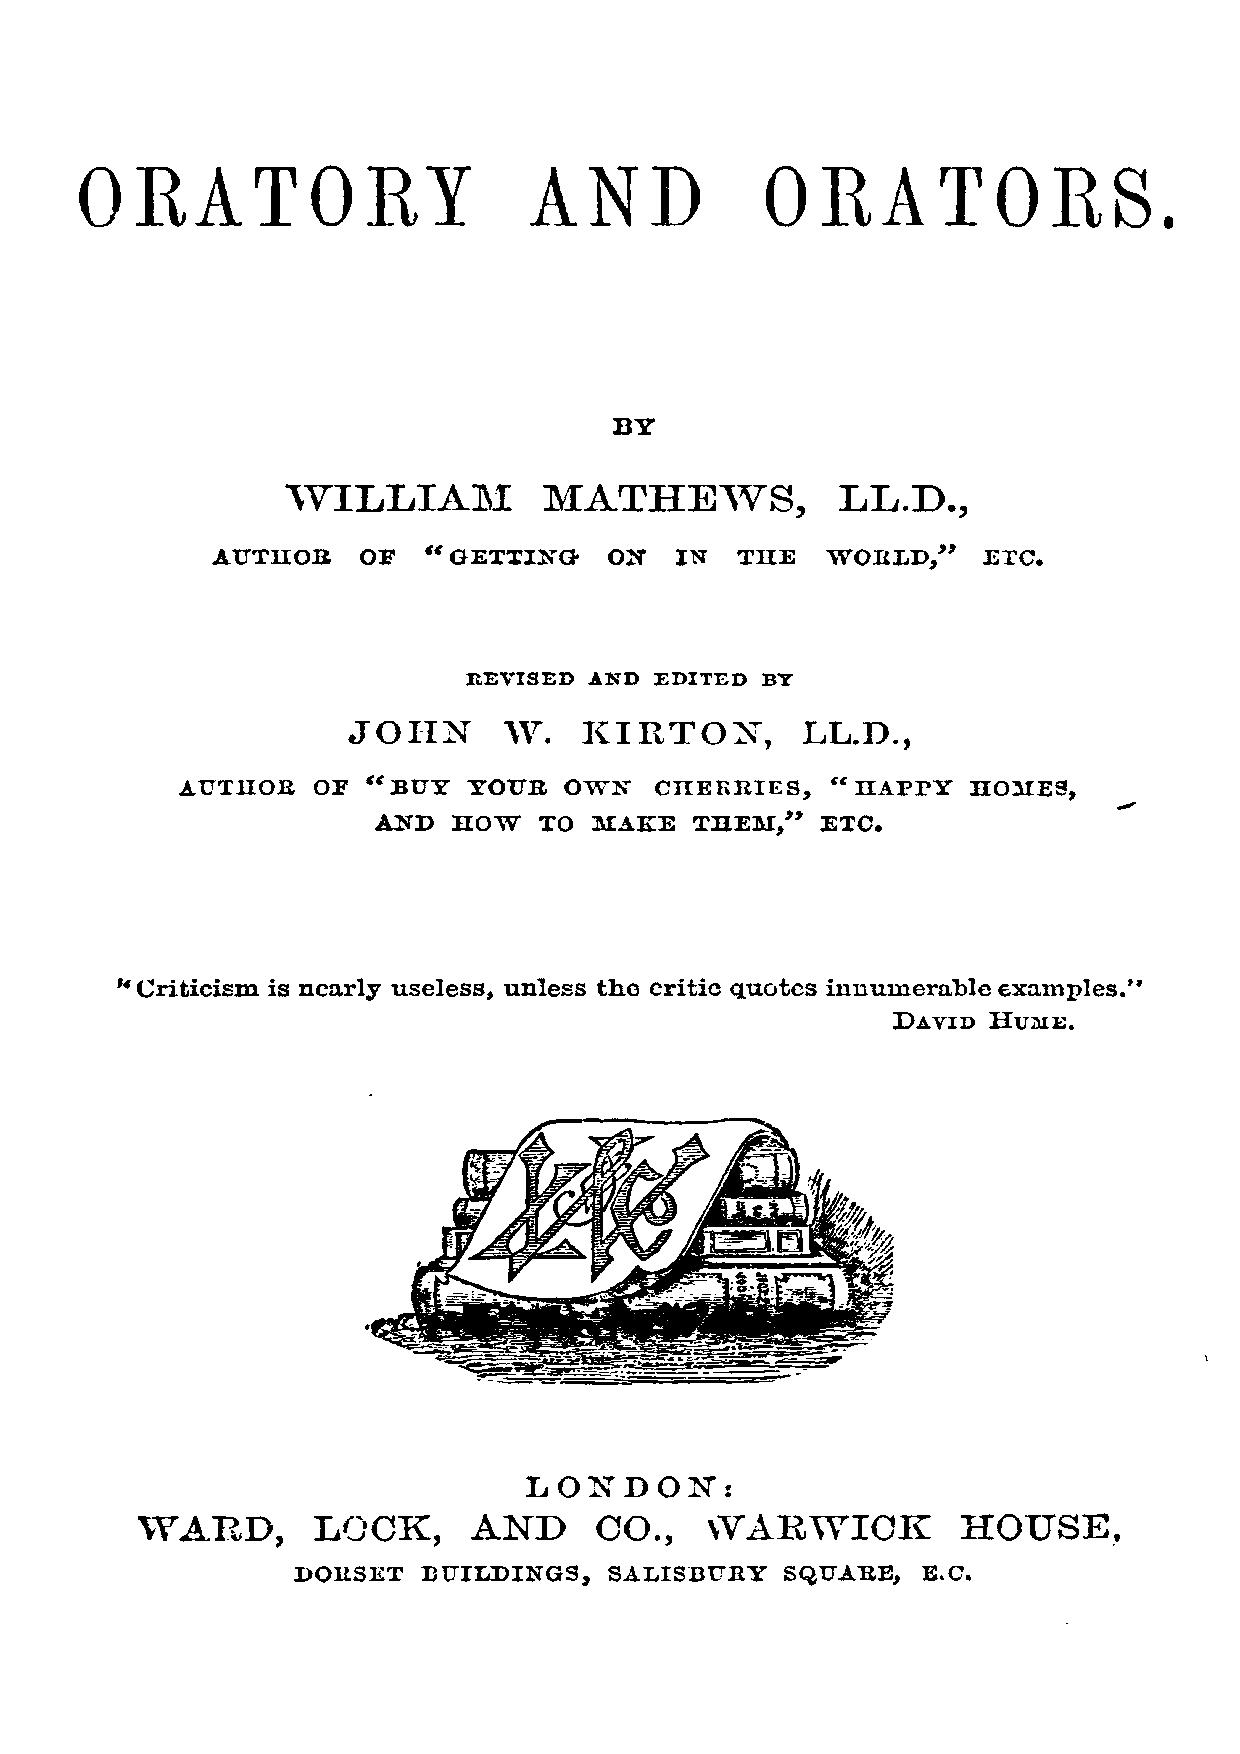 ORATORY AND ORATORS.
BY
WILLIAM MATHEWS, LL.D.,
AUTHOR OF “GETTING ON IN THE WORLD,” ETC.
REVISED AND EDITED BY
JOHN W. KIRTON, LL.D.,
AUTHOR OF “BUY YOUR OWN CHERRIES, “HAPPY HOMES,
AND HOW TO MAKE THEM,” ETC.
“Criticism is nearly useless, unless the critic quotes innumerable examples.”
DAVID HUME.
LONDON:
WARD, LOCK, AND CO., WARWICK HOUSE,
DORSET BUILDINGS, SALISBURY SQUARE, E.C.